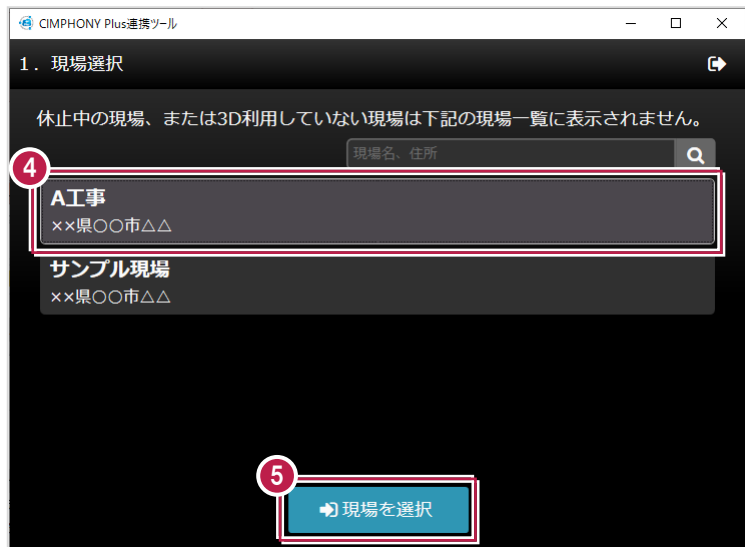 CIMPHONY Plus連携ツール
1．現場選択
休止中の現場、または3D利用していない現場は下記の現場一覧に表示されません。
現場名、住所
4
A工事
××県〇〇市△△
サンプル現場
××県〇〇市△△
5
現場を選択